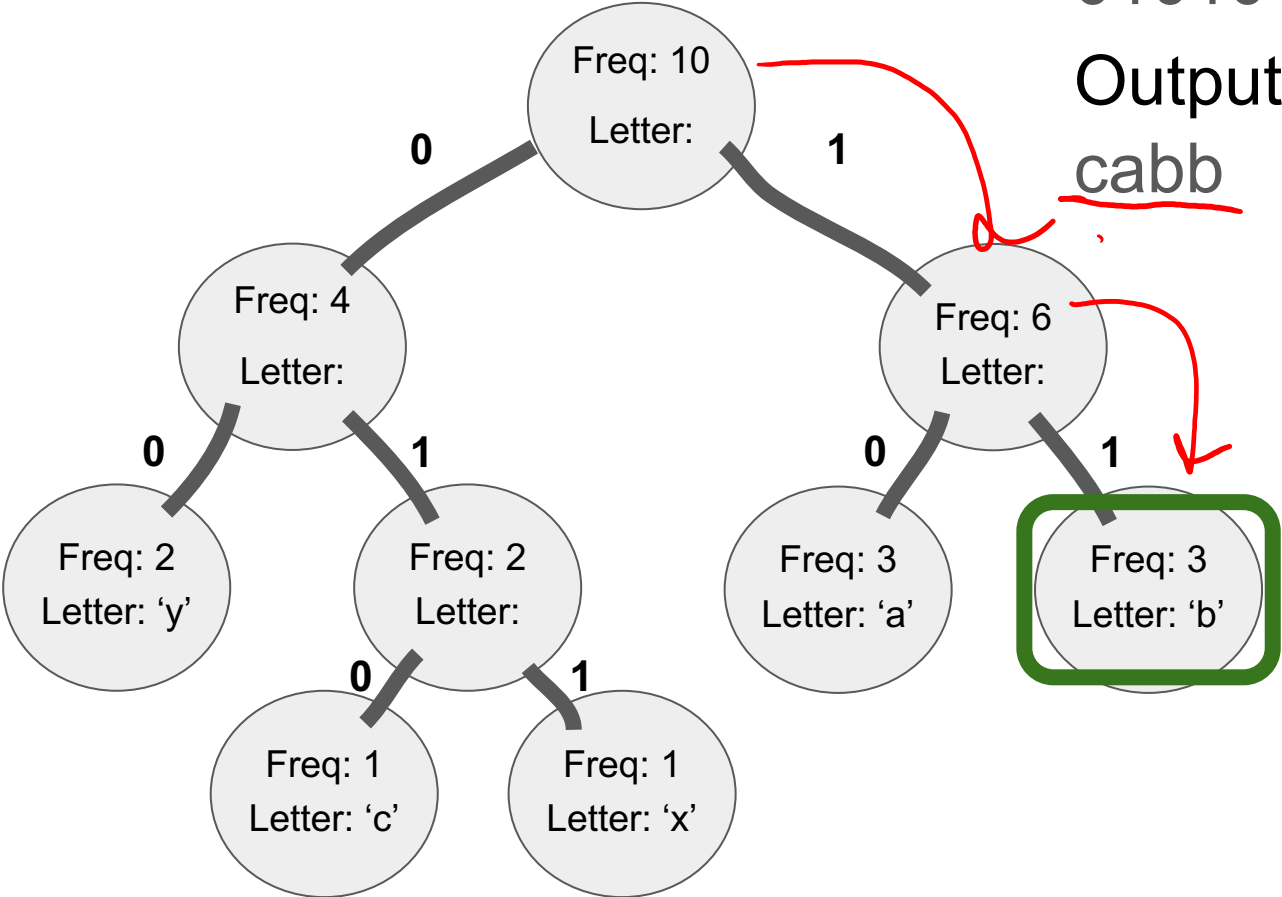 Output
cabb
Freq: 10
Letter:
0
1
Freq: 4
Letter:
Freq: 6
Letter:
0
1
0
1
Freq: 2
Letter: ‘y’
Freq: 2
Letter:
Freq: 3
Letter: ‘a’
Freq: 3
Letter: ‘b’
0
1
Freq: 1
Letter: ‘c’
Freq: 1
Letter: ‘x’